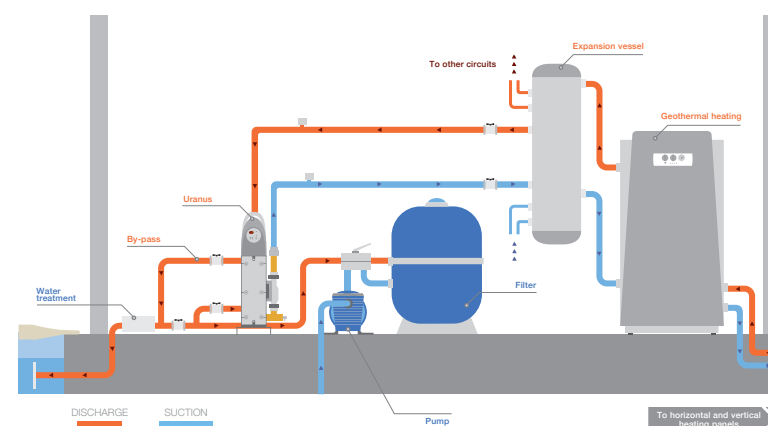 Expansion vessel
To other circuits
Geothermal heating
Uranus
By-pass
Water
treatment
Filter
DISCHARGE
SUCTION
Pump
To horizontal and vertical
heating panels